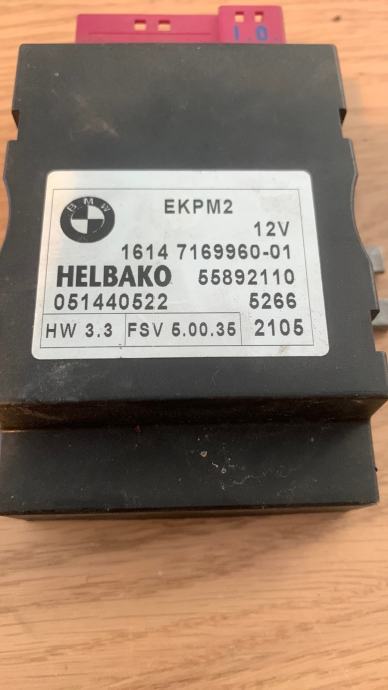 I.O.
BMW
EKPM2
12V
1614 7169960-01
HELBAKO 55892110
051440522 5266
HW 3.3 FSV 5.00.35 2105